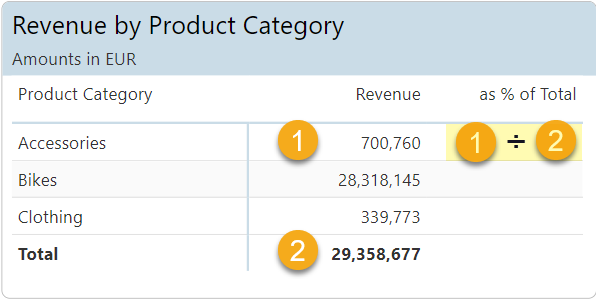 Revenue by Product Category
Amounts in EUR
Product Category Revenue as % of Total
Accessories 1 700,760 1 ÷ 2
Bikes 28,318,145
Clothing 339,773
Total 2 29,358,677